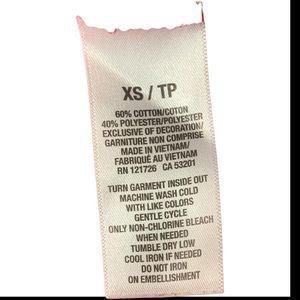 XS / TP
60% COTTON/COTON
40% POLYESTER/POLYESTER
EXCLUSIVE OF DECORATION/
GARNITURE NON COMPRISE
MADE IN VIETNAM/
FABRIQUÉ AU VIETNAM
RN 121726 CA 53201
TURN GARMENT INSIDE OUT
MACHINE WASH COLD
WITH LIKE COLORS
GENTLE CYCLE
ONLY NON-CHLORINE BLEACH
WHEN NEEDED
TUMBLE DRY LOW
COOL IRON IF NEEDED
DO NOT IRON
ON EMBELLISHMENT